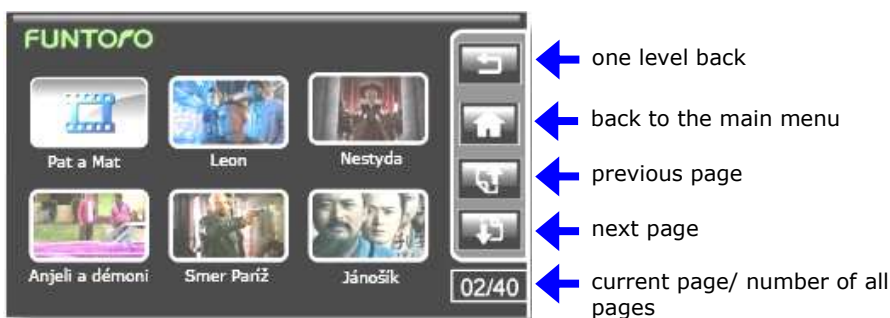 FUNTORO
Pat a Mat
Leon
Nestyda
Anjeli a démoni
Smer Paríž
Jánošík
02/40
one level back
back to the main menu
previous page
next page
current page/ number of all
pages